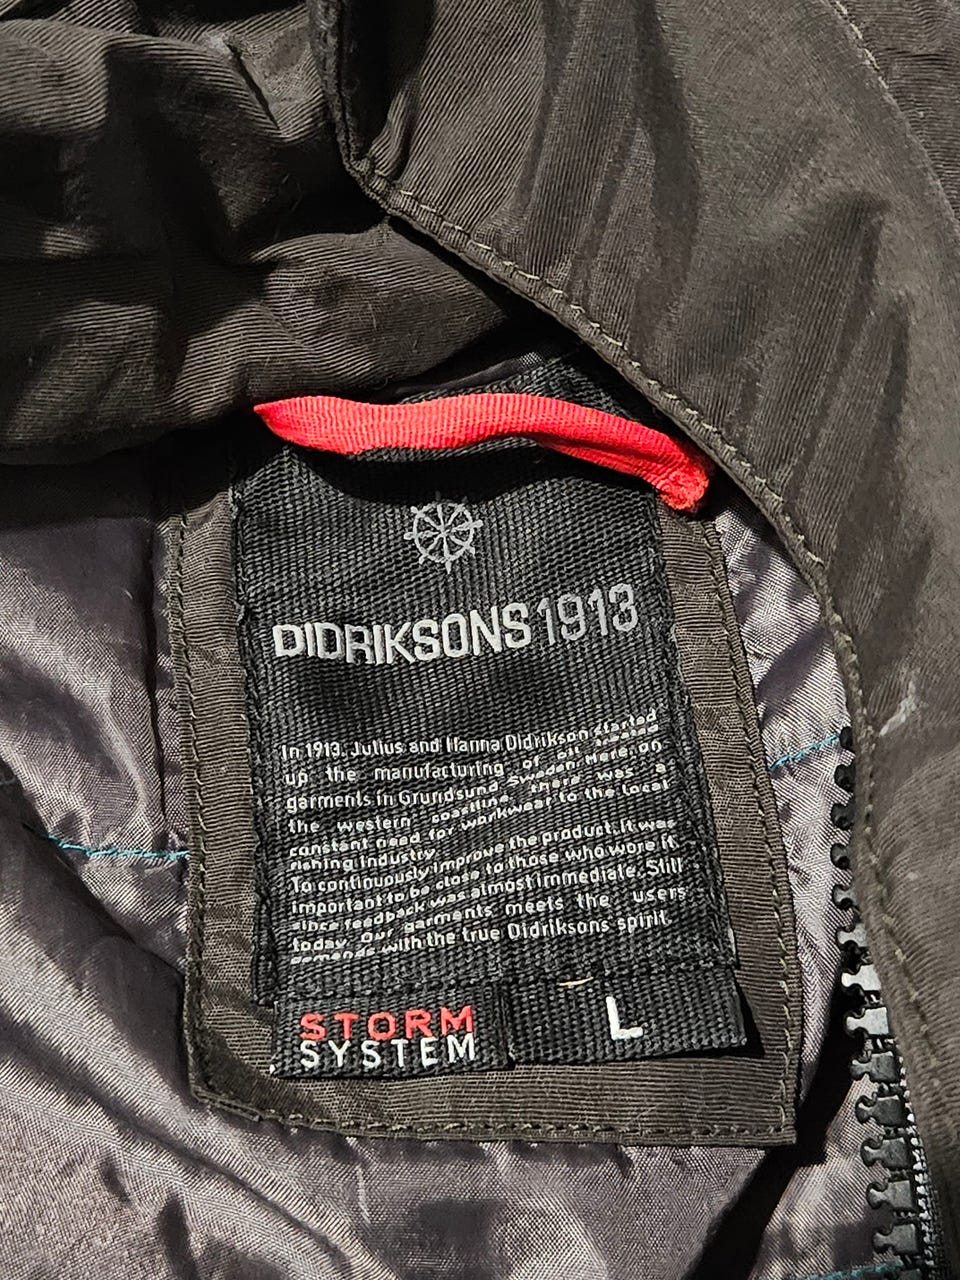 DIDRIKSONS 1913
In 1913. Julius and Hanna Didrikson started
up the manufacturing of oil sealed
garments in Grundsund, Sweden. Here, on
the western coastline, there was a
constant need for workwear to the local
fishing industry.
To continuously improve the product, it was
important to be close to those who wore it,
since feedback was almost immediate. Still
today, Our garments meets the users'
demands with the true Didriksons' spirit.
STORM
SYSTEM
L